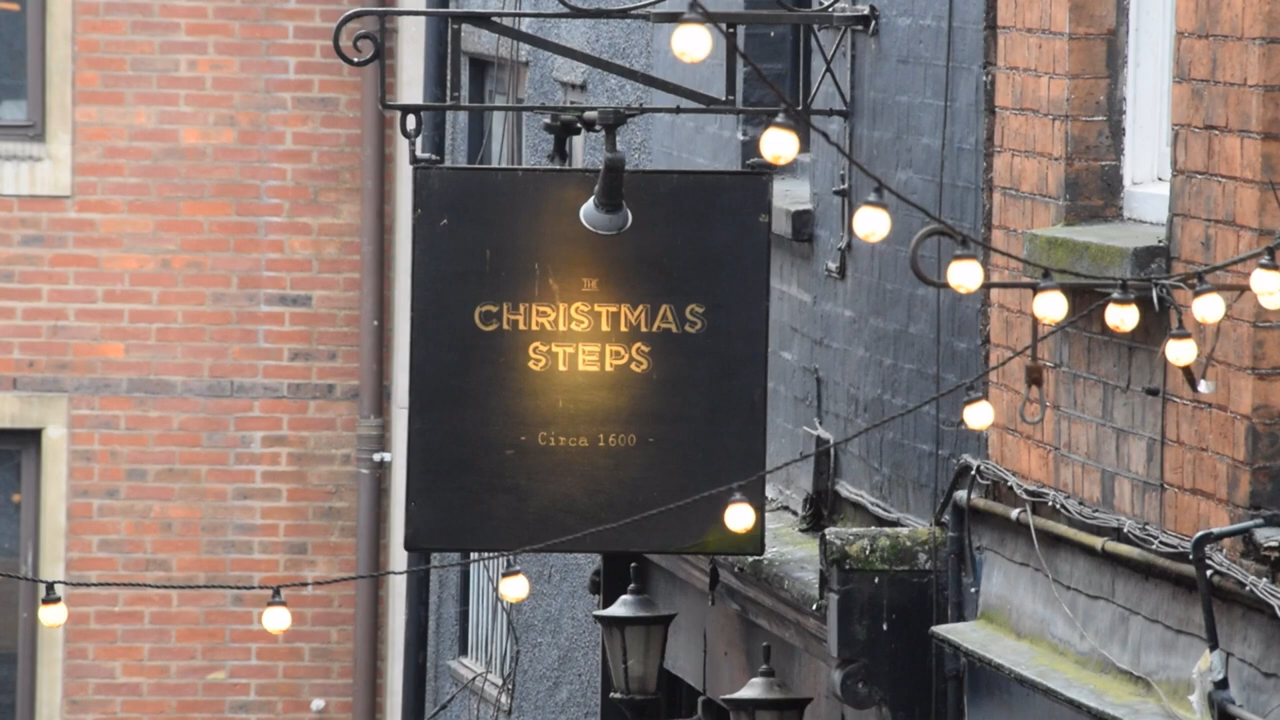 THE
CHRISTMAS
STEPS
- Circa 1600 -